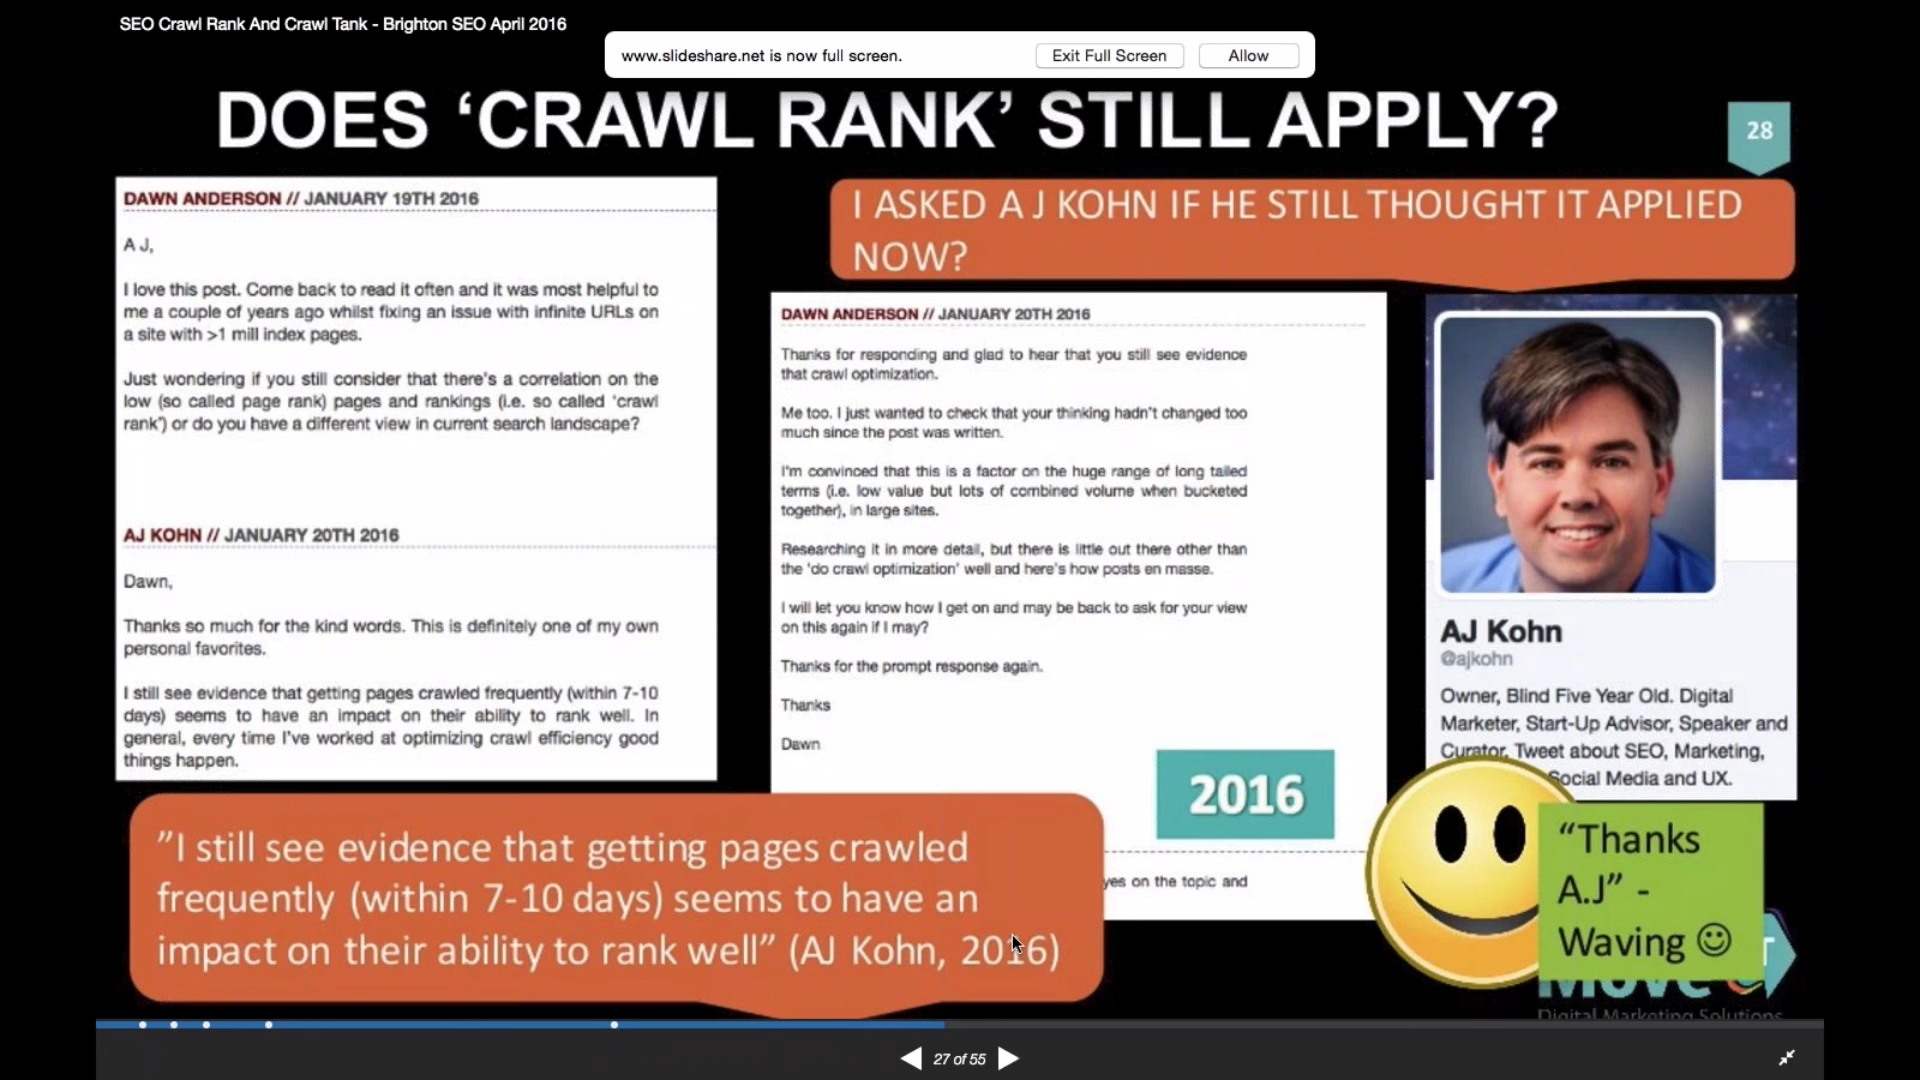 SEO Crawl Rank And Crawl Tank - Brighton SEO April 2016
www.slideshare.net is now full screen.
Exit Full Screen
Allow
DOES ‘CRAWL RANK’ STILL APPLY?
28
DAWN ANDERSON // JANUARY 19TH 2016
A J,
I love this post. Come back to read it often and it was most helpful to
me a couple of years ago whilst fixing an issue with infinite URLs on
a site with >1 mill index pages.
Just wondering if you still consider that there's a correlation on the
low (so called page rank) pages and rankings (i.e. so called 'crawl
rank') or do you have a different view in current search landscape?
AJ KOHN // JANUARY 20TH 2016
Dawn,
Thanks so much for the kind words. This is definitely one of my own
personal favorites.
I still see evidence that getting pages crawled frequently (within 7-10
days) seems to have an impact on their ability to rank well. In
general, every time I've worked at optimizing crawl efficiency good
things happen.
I ASKED A J KOHN IF HE STILL THOUGHT IT APPLIED
NOW?
DAWN ANDERSON // JANUARY 20TH 2016
Thanks for responding and glad to hear that you still see evidence
that crawl optimization.
Me too. I just wanted to check that your thinking hadn't changed too
much since the post was written.
I'm convinced that this is a factor on the huge range of long tailed
terms (i.e. low value but lots of combined volume when bucketed
together), in large sites.
Researching it in more detail, but there is little out there other than
the 'do crawl optimization' well and here's how posts en masse.
I will let you know how I get on and may be back to ask for your view
on this again if I may?
Thanks for the prompt response again.
Thanks
Dawn
2016
yes on the topic and
AJ Kohn
@ajkohn
Owner, Blind Five Year Old. Digital
Marketer, Start-Up Advisor, Speaker and
Curator. Tweet about SEO, Marketing,
Social Media and UX.
”I still see evidence that getting pages crawled
frequently (within 7-10 days) seems to have an
impact on their ability to rank well” (AJ Kohn, 2016)
“Thanks
A.J” -
Waving ☺
Move
Digital Marketing Solutions
27 of 55